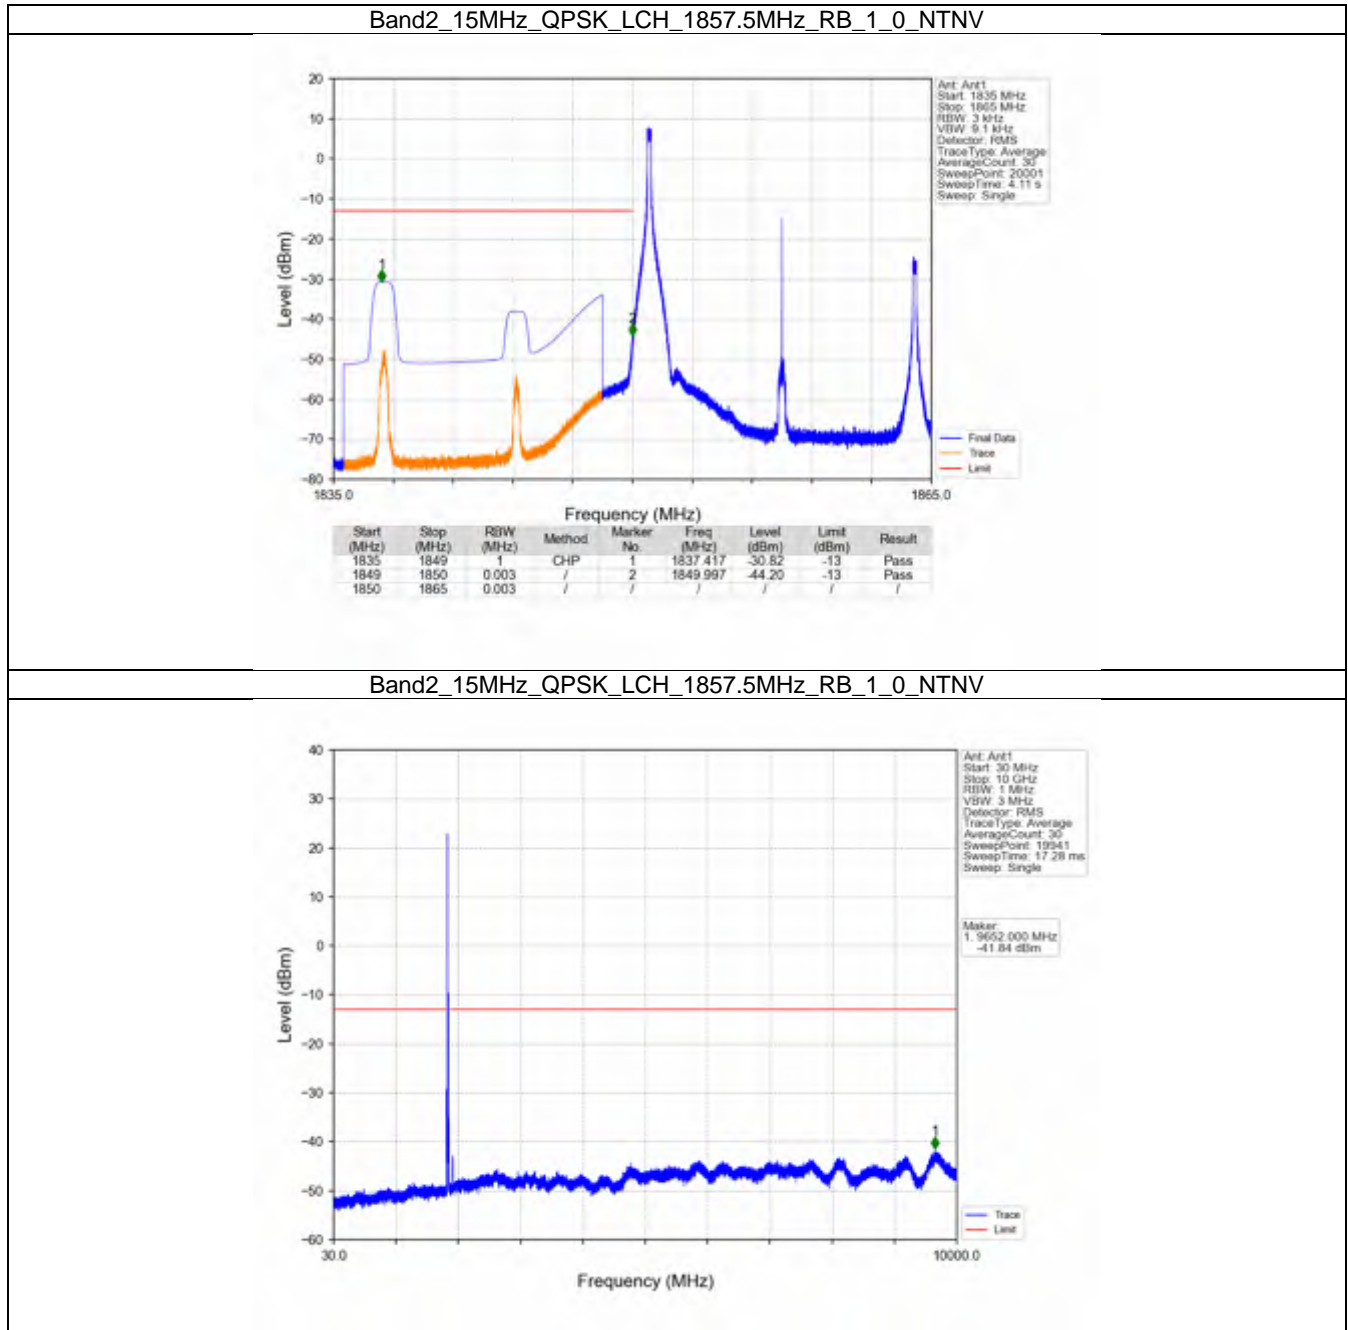 Band2_15MHz_QPSK_LCH_1857.5MHz_RB_1_0_NTNV
20
10
0
−10
−20
−30
−40
−50
−60
−70
−80
Level (dBm)
1
2
1835.0
1865.0
Frequency (MHz)
Ant: Ant1
Start: 1835 MHz
Stop: 1865 MHz
RBW: 3 kHz
VBW: 9.1 kHz
Detector: RMS
TraceType: Average
AverageCount: 30
SweepPoint: 20001
SweepTime: 4.11 s
Sweep: Single
Final Data
Trace
Limit
Start (MHz) Stop (MHz) RBW (MHz) Method Marker No. Freq (MHz) Level (dBm) Limit (dBm) Result
1835 1849 1 CHP 1 1837.417 -30.82 -13 Pass
1849 1850 0.003 / 2 1849.997 -44.20 -13 Pass
1850 1865 0.003 / / / / / /
Band2_15MHz_QPSK_LCH_1857.5MHz_RB_1_0_NTNV
40
30
20
10
0
−10
−20
−30
−40
−50
−60
Level (dBm)
1
30.0
10000.0
Frequency (MHz)
Ant: Ant1
Start: 30 MHz
Stop: 10 GHz
RBW: 1 MHz
VBW: 3 MHz
Detector: RMS
TraceType: Average
AverageCount: 30
SweepPoint: 19941
SweepTime: 17.28 ms
Sweep: Single
Maker:
1. 9652.000 MHz
-41.84 dBm
Trace
Limit